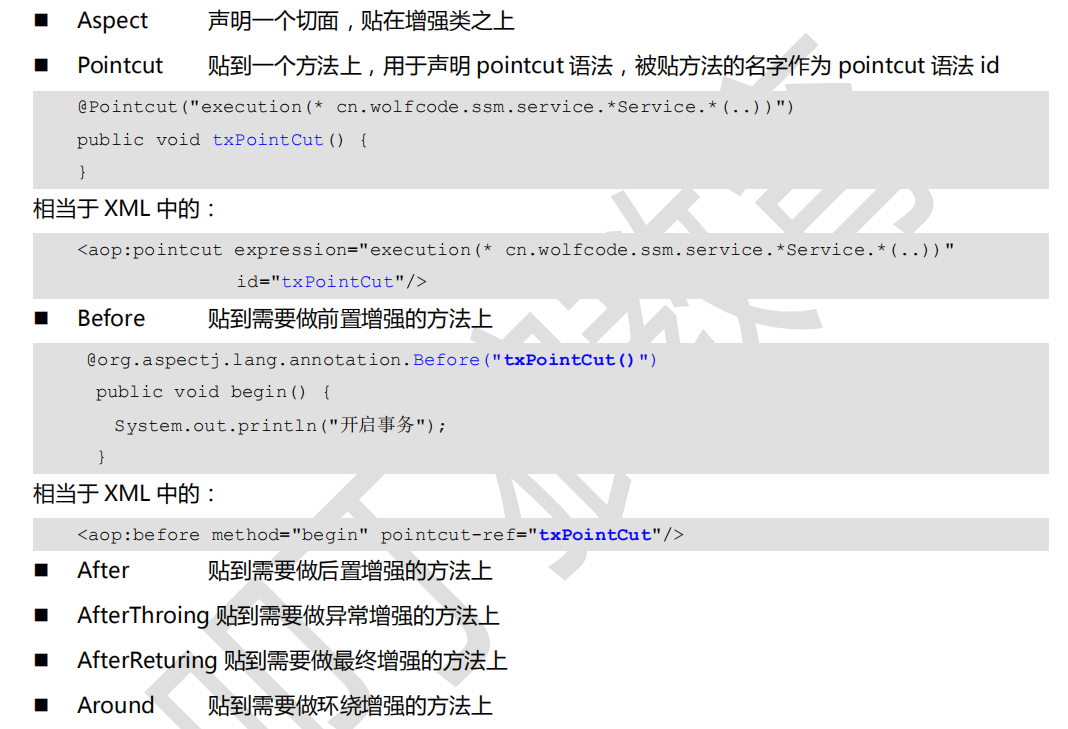 ■ Aspect 声明一个切面，贴在增强类之上
■ Pointcut 贴到一个方法上，用于声明 pointcut 语法，被贴方法的名字作为 pointcut 语法 id
@Pointcut("execution(* cn.wolfcode.ssm.service.*Service.*(..))")
public void txPointCut() {
}
相当于 XML 中的：
<aop:pointcut expression="execution(* cn.wolfcode.ssm.service.*Service.*(..))"
id="txPointCut"/>
■ Before 贴到需要做前置增强的方法上
@org.aspectj.lang.annotation.Before("txPointCut()")
public void begin() {
System.out.println("开启事务");
}
相当于 XML 中的：
<aop:before method="begin" pointcut-ref="txPointCut"/>
■ After 贴到需要做后置增强的方法上
■ AfterThroing 贴到需要做异常增强的方法上
■ AfterReturing 贴到需要做最终增强的方法上
■ Around 贴到需要做环绕增强的方法上